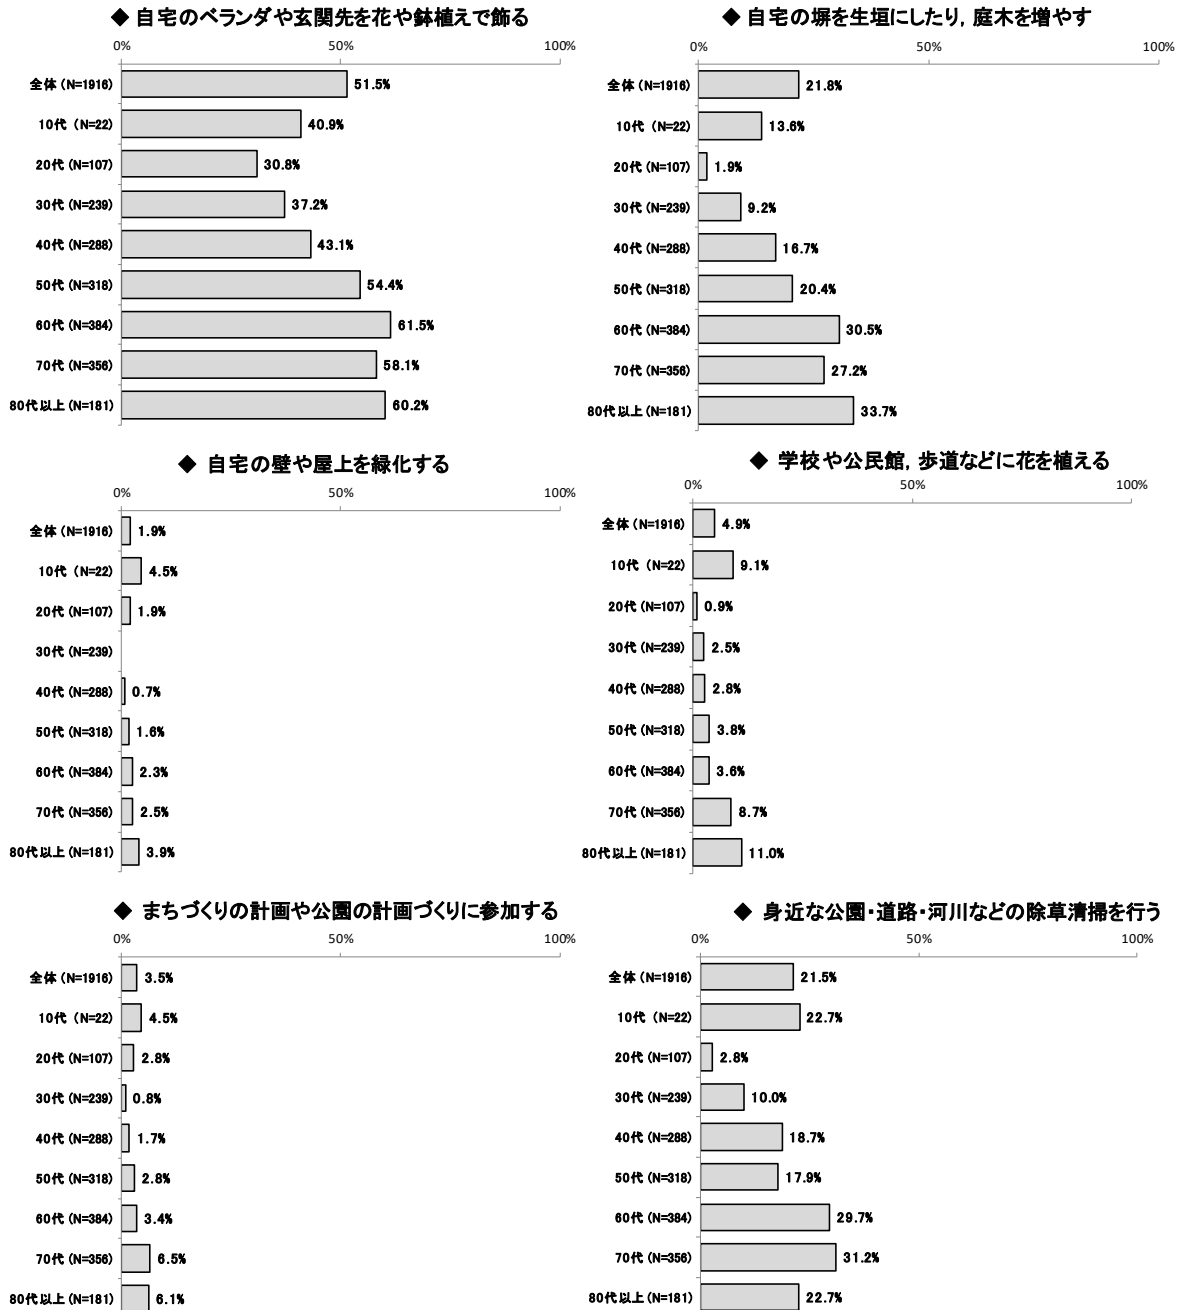 ◆ 自宅のベランダや玄関先を花や鉢植えで飾る
0% 50% 100%
全体 (N=1916) 51.5%
10代 (N=22) 40.9%
20代 (N=107) 30.8%
30代 (N=239) 37.2%
40代 (N=288) 43.1%
50代 (N=318) 54.4%
60代 (N=384) 61.5%
70代 (N=356) 58.1%
80代以上 (N=181) 60.2%
◆ 自宅の塀を生垣にしたり, 庭木を増やす
0% 50% 100%
全体 (N=1916) 21.8%
10代 (N=22) 13.6%
20代 (N=107) 1.9%
30代 (N=239) 9.2%
40代 (N=288) 16.7%
50代 (N=318) 20.4%
60代 (N=384) 30.5%
70代 (N=356) 27.2%
80代以上 (N=181) 33.7%
◆ 自宅の壁や屋上を緑化する
0% 50% 100%
全体 (N=1916) 1.9%
10代 (N=22) 4.5%
20代 (N=107) 1.9%
30代 (N=239)
40代 (N=288) 0.7%
50代 (N=318) 1.6%
60代 (N=384) 2.3%
70代 (N=356) 2.5%
80代以上 (N=181) 3.9%
◆ 学校や公民館, 歩道などに花を植える
0% 50% 100%
全体 (N=1916) 4.9%
10代 (N=22) 9.1%
20代 (N=107) 0.9%
30代 (N=239) 2.5%
40代 (N=288) 2.8%
50代 (N=318) 3.8%
60代 (N=384) 3.6%
70代 (N=356) 8.7%
80代以上 (N=181) 11.0%
◆ まちづくりの計画や公園の計画づくりに参加する
0% 50% 100%
全体 (N=1916) 3.5%
10代 (N=22) 4.5%
20代 (N=107) 2.8%
30代 (N=239) 0.8%
40代 (N=288) 1.7%
50代 (N=318) 2.8%
60代 (N=384) 3.4%
70代 (N=356) 6.5%
80代以上 (N=181) 6.1%
◆ 身近な公園・道路・河川などの除草清掃を行う
0% 50% 100%
全体 (N=1916) 21.5%
10代 (N=22) 22.7%
20代 (N=107) 2.8%
30代 (N=239) 10.0%
40代 (N=288) 18.7%
50代 (N=318) 17.9%
60代 (N=384) 29.7%
70代 (N=356) 31.2%
80代以上 (N=181) 22.7%